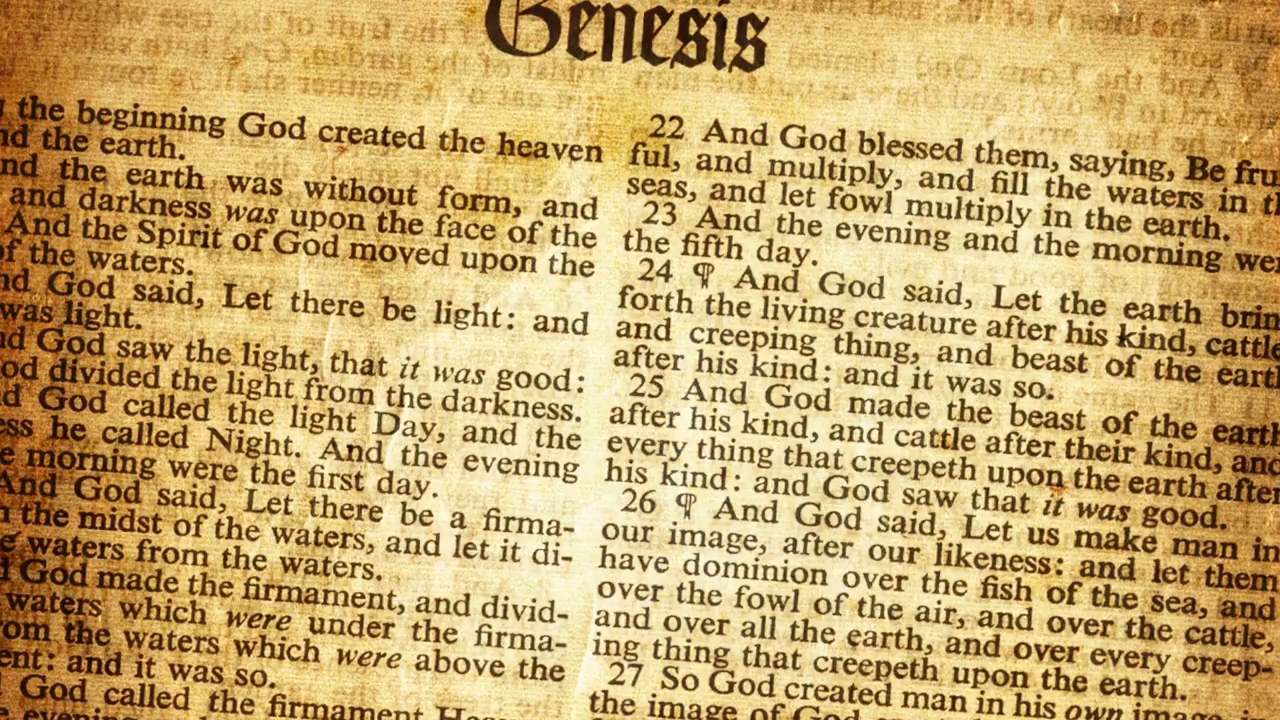 Genesis
the beginning God created the heaven
the earth.
the earth was without form, and
and darkness was upon the face of the
And the Spirit of God moved upon the
of the waters.
God said, Let there be light: and
was light.
God saw the light, that it was good:
divided the light from the darkness.
God called the light Day, and the
he called Night. And the evening
morning were the first day.
And God said, Let there be a firma-
the midst of the waters, and let it di-
waters from the waters.
God made the firmament, and divid-
waters which were under the firma-
the waters which were above the
and it was so.
God called the firmament
22 And God blessed them, saying, Be fru
ful, and multiply, and fill the waters in
seas, and let fowl multiply in the earth.
23 And the evening and the morning
the fifth day.
24 ¶ And God said, Let the earth
forth the living creature after his kind, cattle
and creeping thing, and beast of the
after his kind: and it was so.
25 And God made the beast of the
after his kind, and cattle after their kind, and
every thing that creepeth upon the earth after
his kind: and God saw that it was good.
26 ¶ And God said, Let us make man in
our image, after our likeness: and let them
have dominion over the fish of the sea, and
over the fowl of the air, and over the cattle,
and over all the earth, and over every creep-
ing thing that creepeth upon the earth.
27 So God created man in his own image,
the image of God